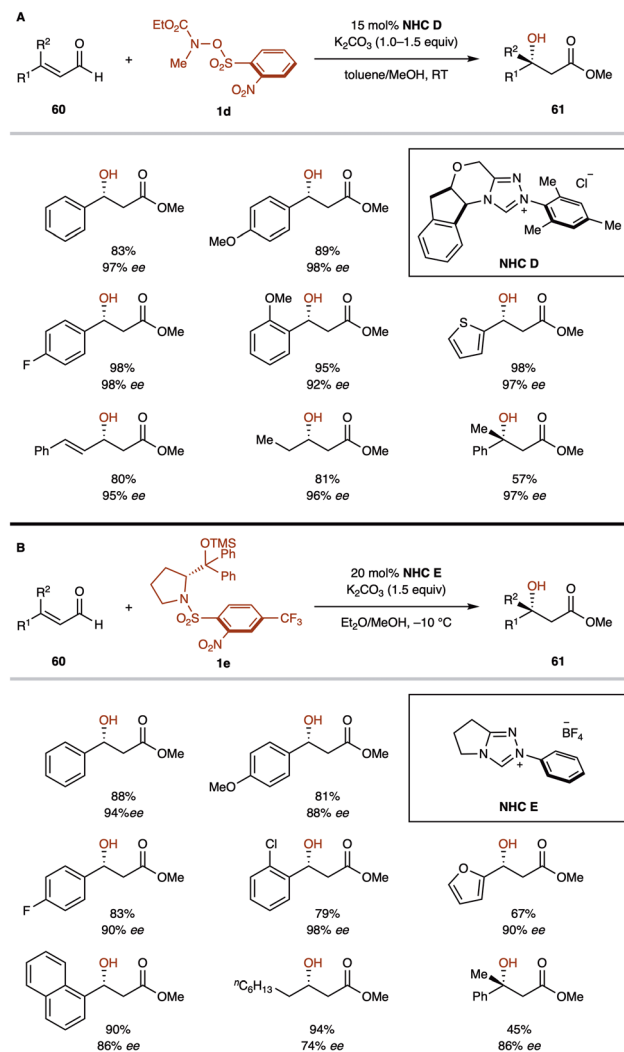 A
EtO₂C
N
O
Me
O₂S
NO₂
R²
O
R¹
H
+
15 mol% NHC D
K₂CO₃ (1.0–1.5 equiv)
toluene/MeOH, RT
R² OH O
R¹ OMe
60
1d
61
OH O
OMe
83%
97% ee
OH O
MeO OMe
89%
98% ee
O
N
N
N
+
Me
Me
Me
Cl⁻
NHC D
OH O
F OMe
98%
98% ee
OMe OH O
OMe
95%
92% ee
S OH O
OMe
98%
97% ee
OH O
Ph OMe
80%
95% ee
OH O
Me OMe
81%
96% ee
Me OH O
Ph OMe
57%
97% ee
B
OTMS
Ph
Ph
N
O₂S
NO₂
CF₃
R²
O
R¹
H
+
20 mol% NHC E
K₂CO₃ (1.5 equiv)
Et₂O/MeOH, –10 °C
R² OH O
R¹ OMe
60
1e
61
OH O
OMe
88%
94%ee
OH O
MeO OMe
81%
88% ee
N
N
N
+
BF₄⁻
NHC E
OH O
F OMe
83%
90% ee
Cl OH O
OMe
79%
98% ee
O OH O
OMe
67%
90% ee
OH O
OMe
90%
86% ee
OH O
ⁿC₆H₁₃ OMe
94%
74% ee
Me OH O
Ph OMe
45%
86% ee